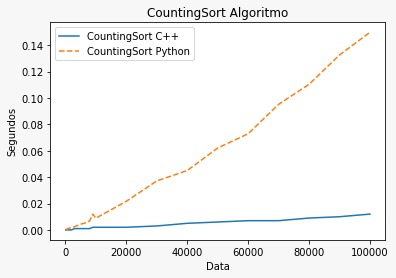 CountingSort Algoritmo
CountingSort C++
CountingSort Python
Segundos
0.14
0.12
0.10
0.08
0.06
0.04
0.02
0.00
0 20000 40000 60000 80000 100000
Data